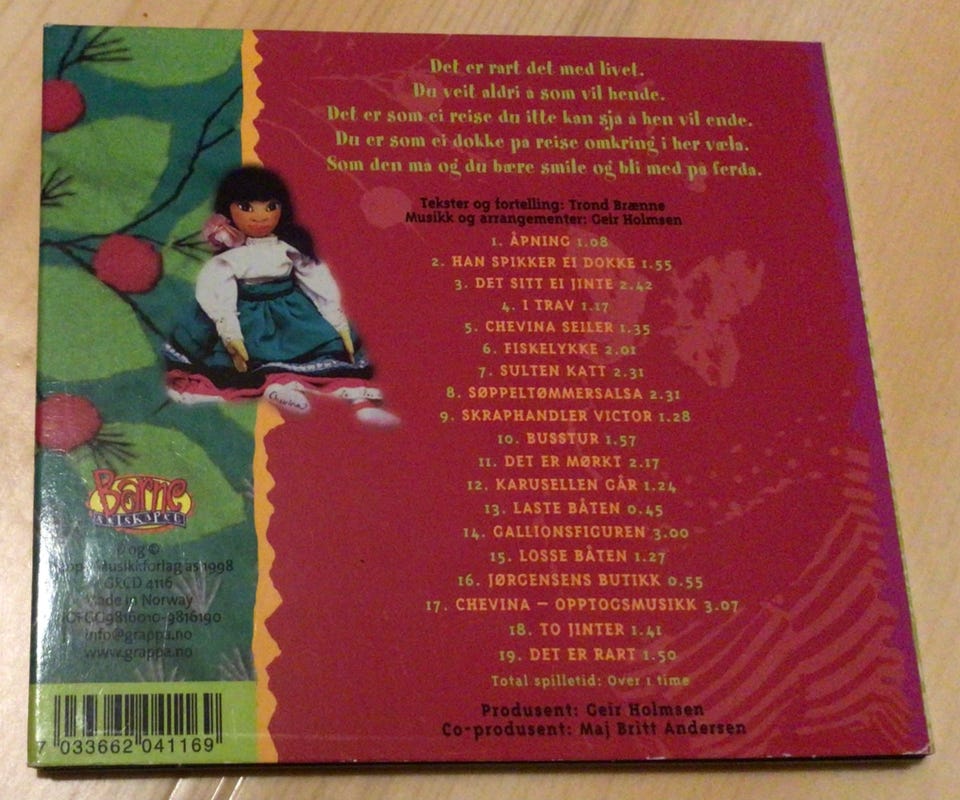 Det er rart det med livet.
Du veit aldri å som vil hende.
Det er som ei reise du itte kan sjå å hen vil ende.
Du er som ei dokke på reise omkring i her væla.
Som den må og du bære smile og bli med på ferda.
Tekster og fortelling: Trond Brænne
Musikk og arrangementer: Geir Holmsen
1. ÅPNING 1.08
2. HAN SPIKKER EI DOKKE 1.55
3. DET SITT EI JINTE 2.42
4. I TRAV 1.17
5. CHEVINA SEILER 1.35
6. FISKELYKKE 2.01
7. SULTEN KATT 2.31
8. SØPPELTØMMERSALSA 2.31
9. SKRAPHANDLER VICTOR 1.28
10. BUSSTUR 1.57
11. DET ER MØRKT 2.17
12. KARUSELLEN GÅR 1.24
13. LASTE BÅTEN 0.45
14. GALLIONSFIGUREN 3.00
15. LOSSE BÅTEN 1.27
16. JØRGENSENS BUTIKK 0.55
17. CHEVINA – OPPTOGSMUSIKK 3.07
18. TO JINTER 1.41
19. DET ER RART 1.50
Total spilletid: Over 1 time
Produsent: Geir Holmsen
Co-produsent: Maj Britt Andersen
Chevina
Barne
SELSKAPET
og ©
Musikkforlag as 1998
GKCD 4116
Made in Norway
info@grappa.no
www.grappa.no
7 033662 041169